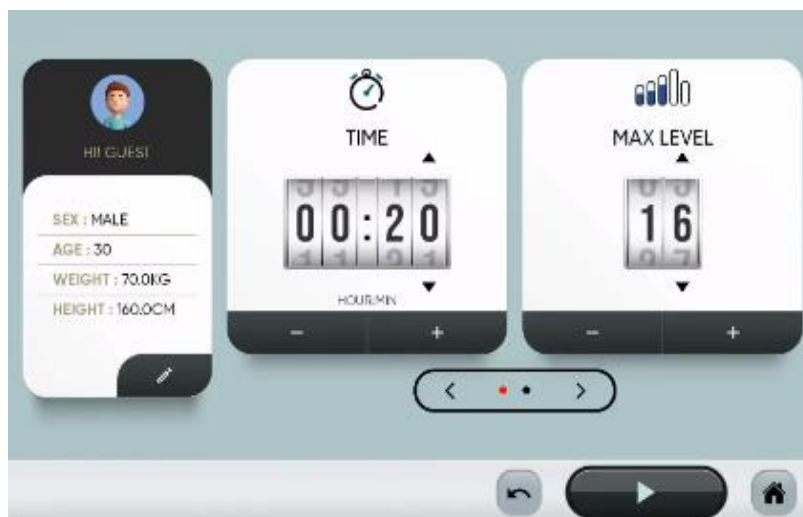 HI! GUEST
SEX : MALE
AGE : 30
WEIGHT : 70.0KG
HEIGHT : 160.0CM
TIME
00:20
HOUR:MIN
- +
MAX LEVEL
16
- +